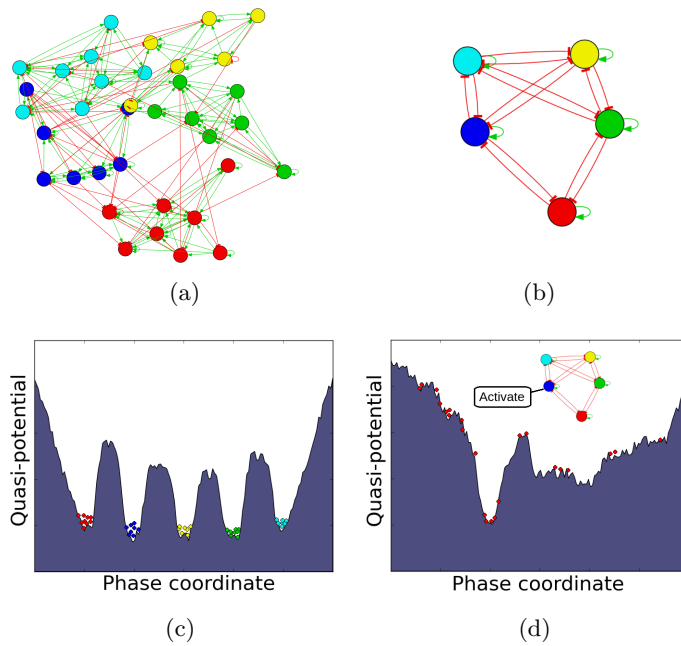 (a)
(b)
Quasi-potential
Phase coordinate
(c)
Quasi-potential
Activate
Phase coordinate
(d)